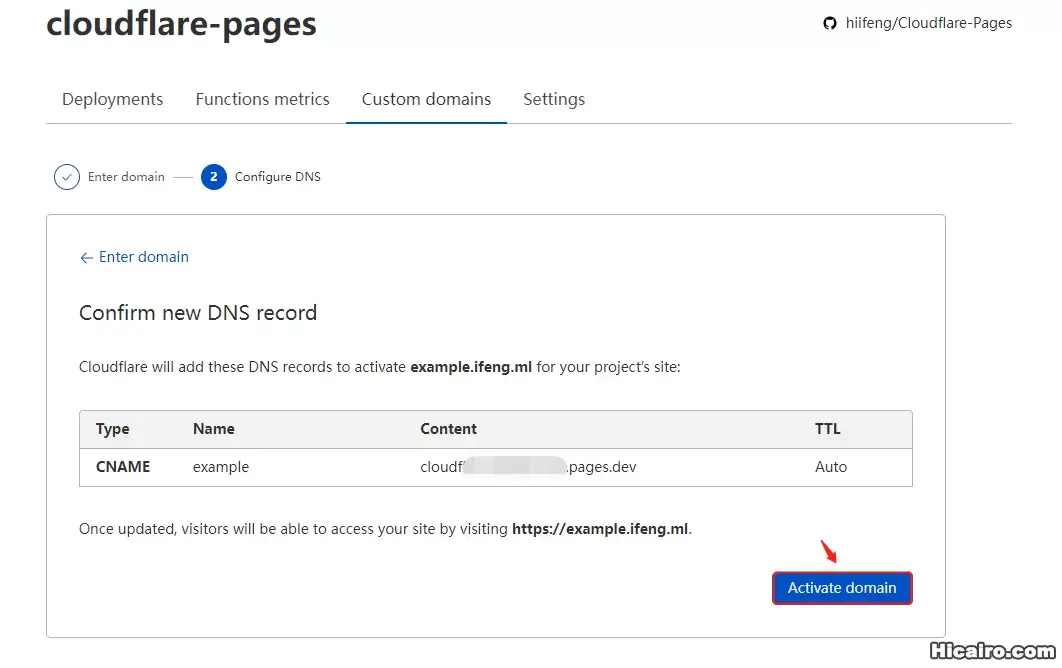 cloudflare-pages
hiifeng/Cloudflare-Pages
Deployments Functions metrics Custom domains Settings
Enter domain 2 Configure DNS
← Enter domain
Confirm new DNS record
Cloudflare will add these DNS records to activate example.ifeng.ml for your project's site:
Type Name Content TTL
CNAME example cloudf .pages.dev Auto
Once updated, visitors will be able to access your site by visiting https://example.ifeng.ml.
Activate domain
Hicairo.com